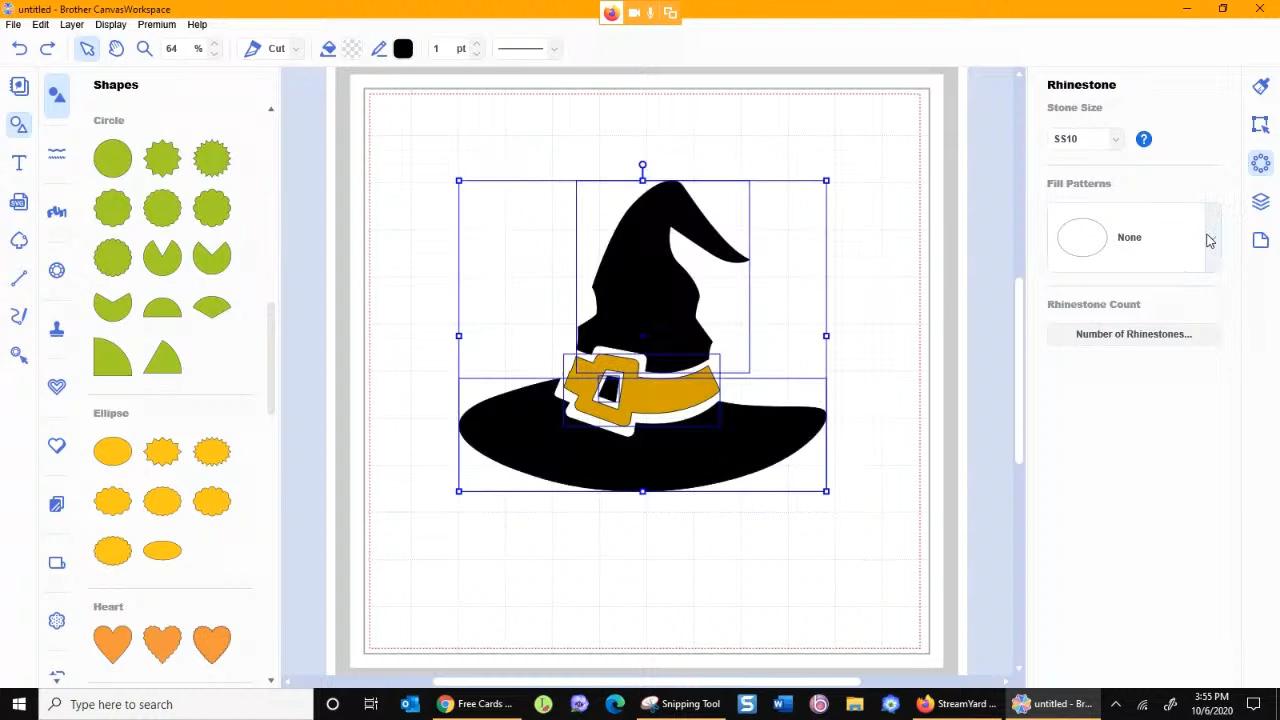 untitled - Brother CanvasWorkspace
File Edit Layer Display Premium Help
64 % Cut 1 pt
Shapes
Circle
Ellipse
Heart
Rhinestone
Stone Size
SS10 ?
Fill Patterns
None
Rhinestone Count
Number of Rhinestones...
T
SVG
Type here to search
Free Cards ...
Snipping Tool
StreamYard ...
untitled - Br...
3:55 PM
10/6/2020